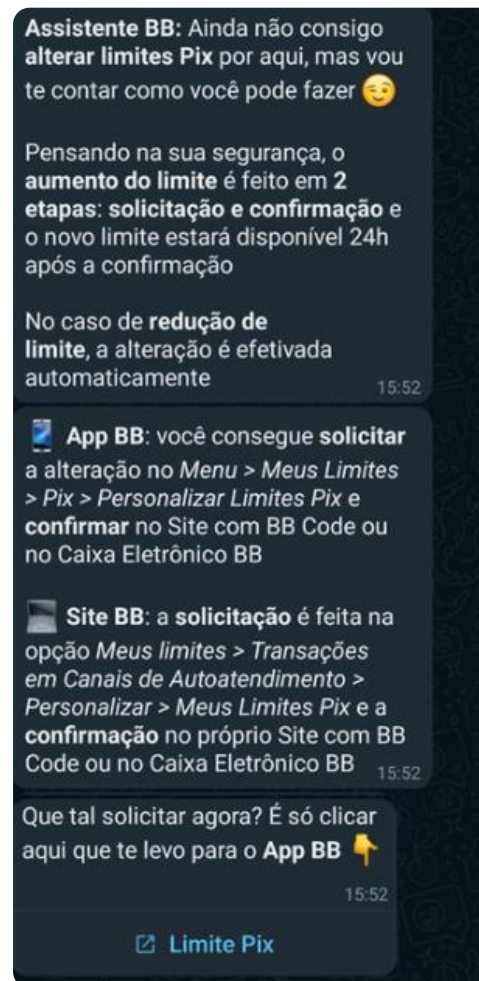 Assistente BB: Ainda não consigo
alterar limites Pix por aqui, mas vou
te contar como você pode fazer 😉
Pensando na sua segurança, o
aumento do limite é feito em 2
etapas: solicitação e confirmação e
o novo limite estará disponível 24h
após a confirmação
No caso de redução de
limite, a alteração é efetivada
automaticamente
15:52
📱 App BB: você consegue solicitar
a alteração no Menu > Meus Limites
> Pix > Personalizar Limites Pix e
confirmar no Site com BB Code ou
no Caixa Eletrônico BB
💻 Site BB: a solicitação é feita na
opção Meus limites > Transações
em Canais de Autoatendimento >
Personalizar > Meus Limites Pix e a
confirmação no próprio Site com BB
Code ou no Caixa Eletrônico BB
15:52
Que tal solicitar agora? É só clicar
aqui que te levo para o App BB 👇
15:52
Limite Pix